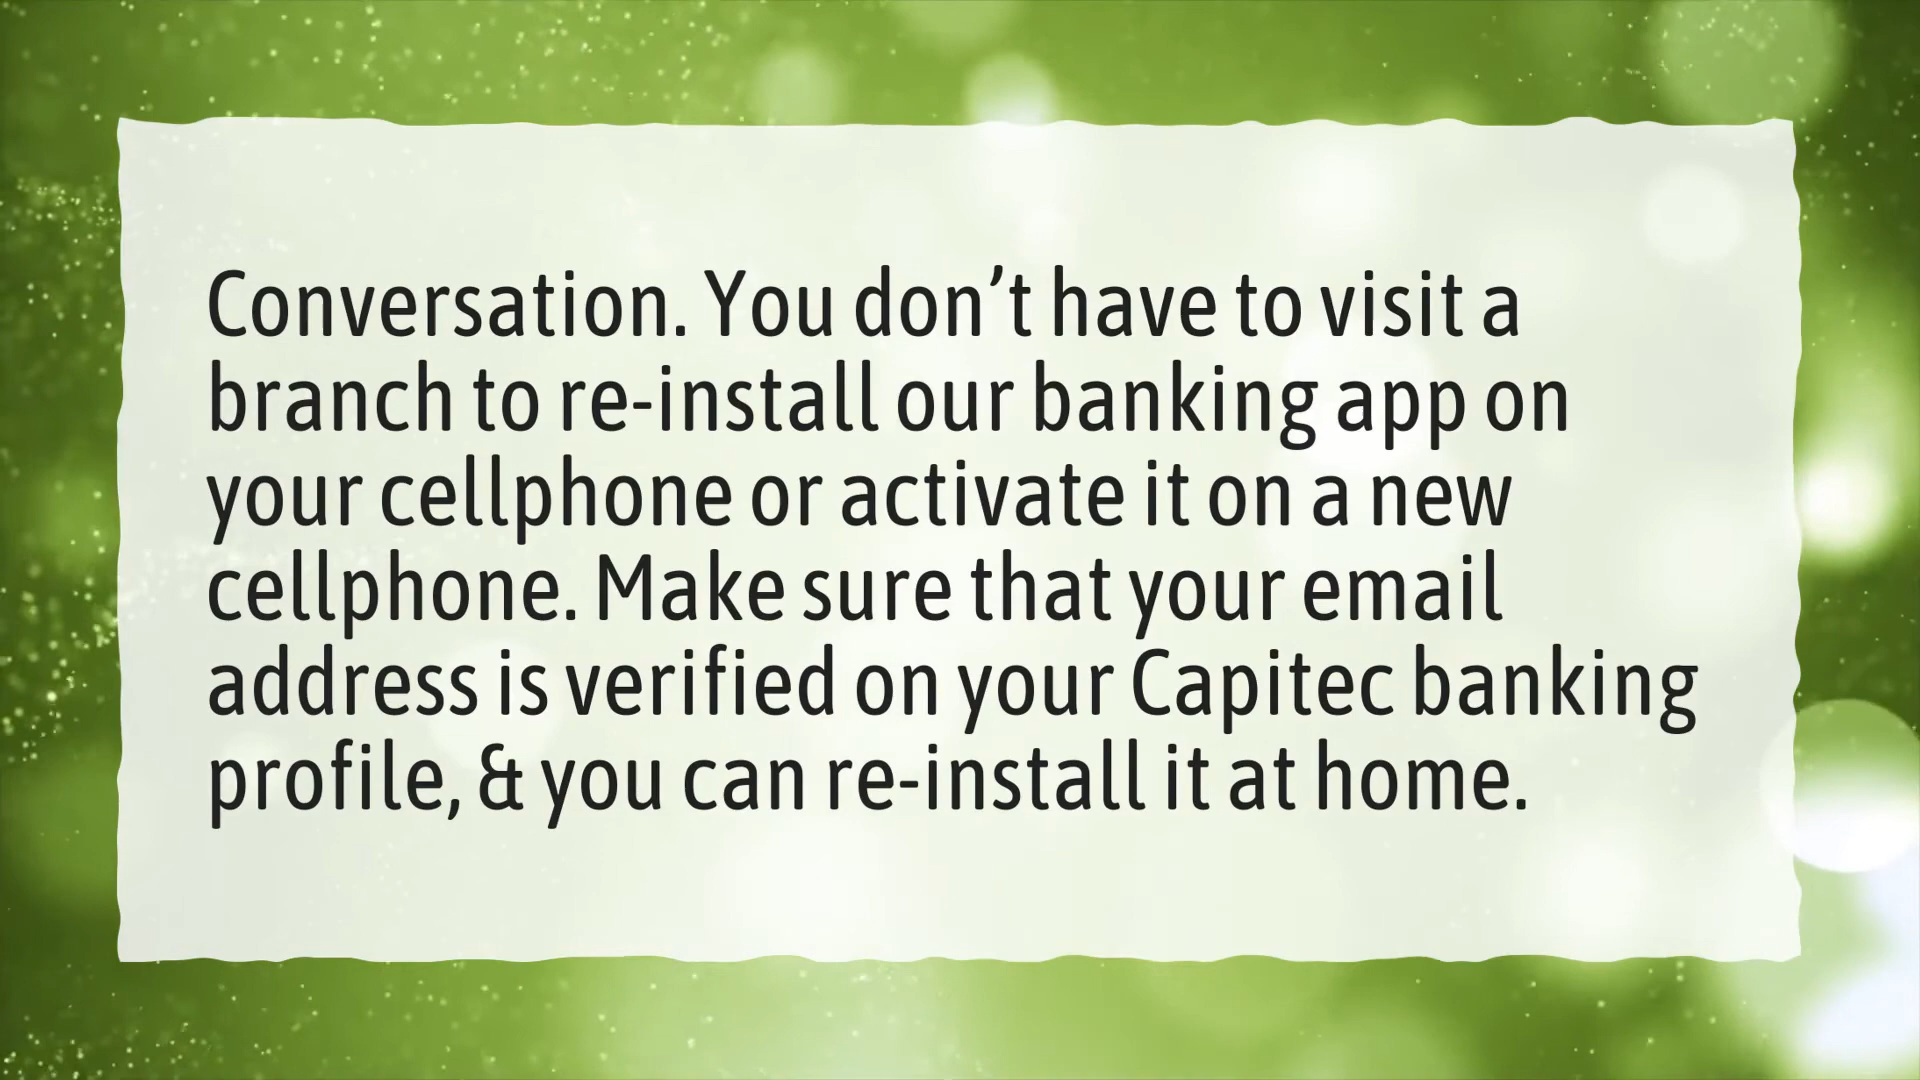 Conversation. You don’t have to visit a
branch to re-install our banking app on
your cellphone or activate it on a new
cellphone. Make sure that your email
address is verified on your Capitec banking
profile, & you can re-install it at home.